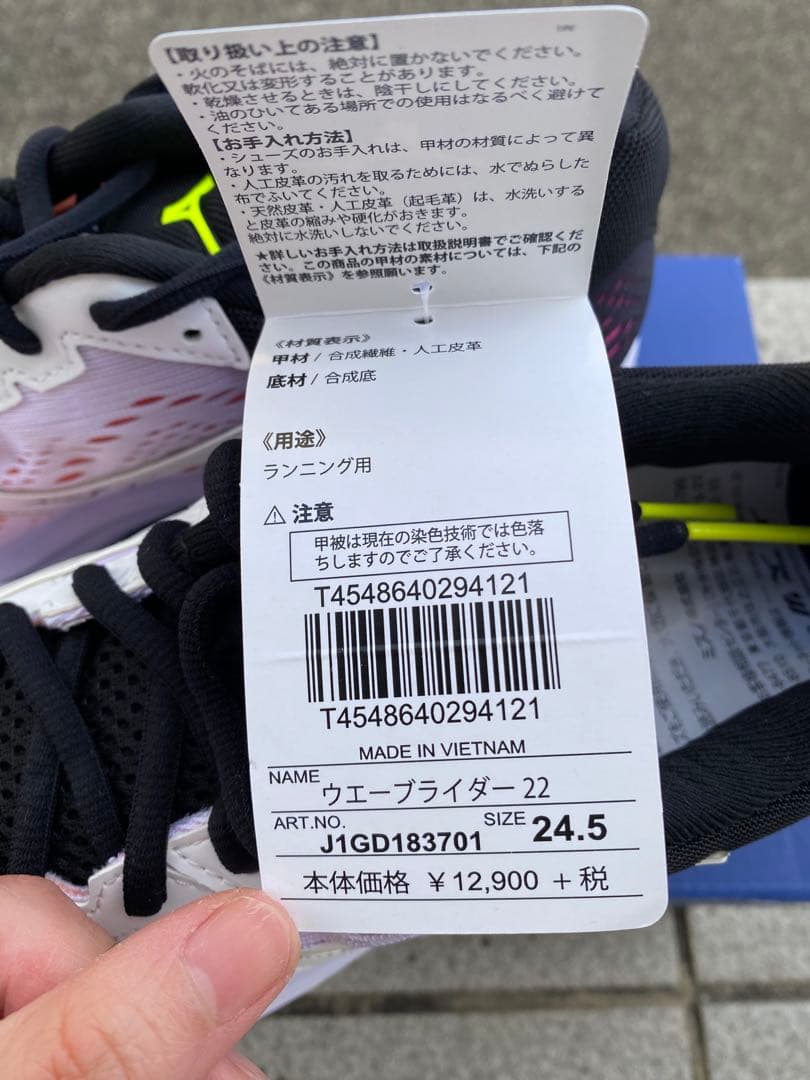 【取り扱い上の注意】
・火のそばには、絶対に置かないでください。
軟化又は変形することがあります。
・乾燥させるときは、陰干しにしてください。
・油のひいてある場所での使用はなるべく避けて
ください。
【お手入れ方法】
・シューズのお手入れは、甲材の材質によって異
なります。
・人工皮革の汚れを取るためには、水でぬらした
布でふいてください。
・天然皮革・人工皮革（起毛革）は、水洗いする
と皮革の縮みや硬化がおきます。
絶対に水洗いしないでください。
★詳しいお手入れ方法は取扱説明書でご確認くだ
さい。この商品の甲材の素材については、下記の
《材質表示》を参照願います。
《材質表示》
甲材 / 合成繊維・人工皮革
底材 / 合成底
《用途》
ランニング用
⚠ 注意
甲被は現在の染色技術では色落
ちしますのでご了承ください。
T4548640294121
T4548640294121
MADE IN VIETNAM
NAME ウエーブライダー 22
ART.NO. J1GD183701 SIZE 24.5
本体価格 ￥12,900 + 税